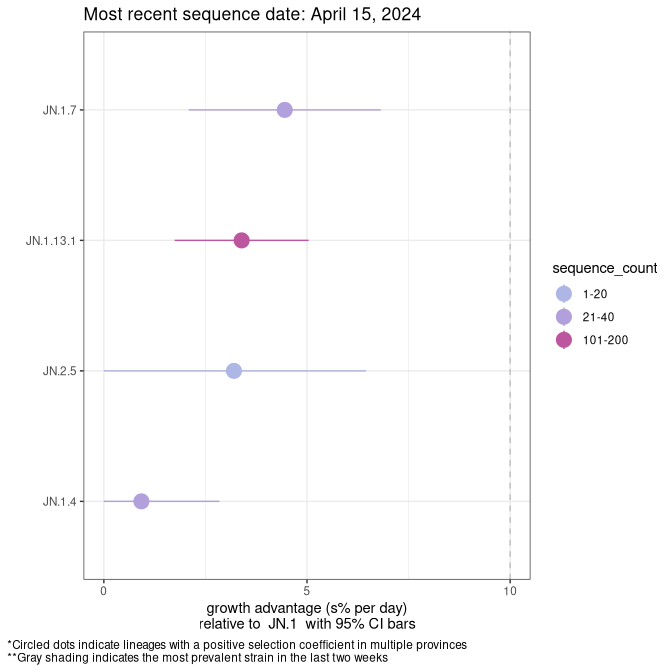 Most recent sequence date: April 15, 2024
JN.1.7
JN.1.13.1
JN.2.5
JN.1.4
0
5
10
growth advantage (s% per day)
relative to JN.1 with 95% CI bars
sequence_count
1-20
21-40
101-200
*Circled dots indicate lineages with a positive selection coefficient in multiple provinces
**Gray shading indicates the most prevalent strain in the last two weeks